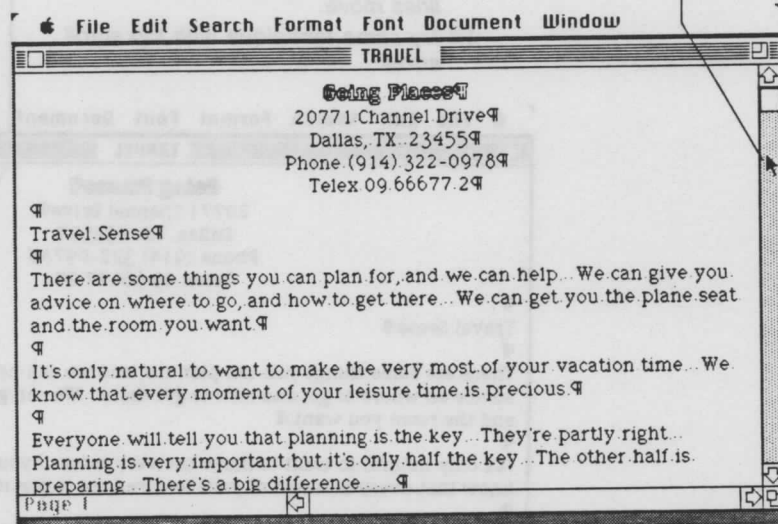 File Edit Search Format Font Document Window
TRAVEL
Going Places¶
20771 Channel Drive¶
Dallas, TX. 23455¶
Phone (914) 322-0978¶
Telex 09 66677 2¶
¶
Travel Sense¶
¶
There are some things you can plan for, and we can help. We can give you
advice on where to go, and how to get there. We can get you the plane seat
and the room you want.¶
¶
It's only natural to want to make the very most of your vacation time. We
know that every moment of your leisure time is precious.¶
¶
Everyone will tell you that planning is the key. They're partly right.
Planning is very important but it's only half the key. The other half is
preparing. There's a big difference. ¶
Page 1